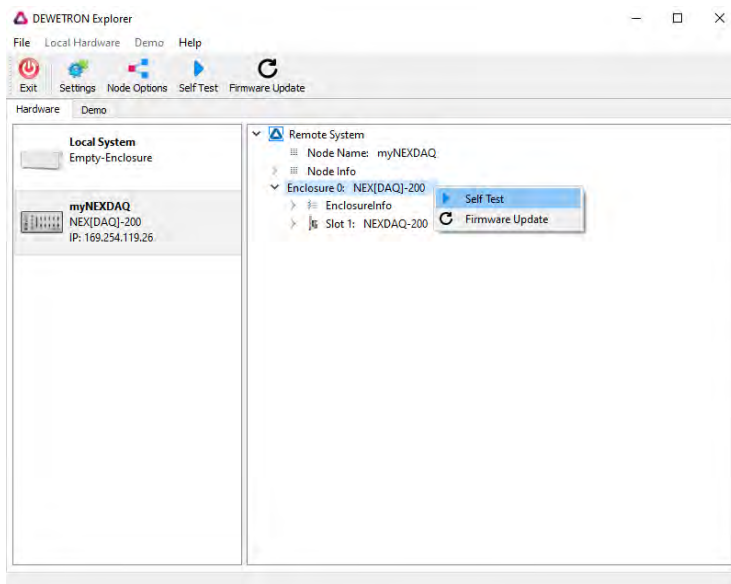 DEWETRON Explorer
File Local Hardware Demo Help
Exit Settings Node Options Self Test Firmware Update
Hardware Demo
Local System
Empty-Enclosure
myNEXDAQ
NEX[DAQ]-200
IP: 169.254.119.26
Remote System
Node Name: myNEXDAQ
Node Info
Enclosure 0: NEX[DAQ]-200
EnclosureInfo
Slot 1: NEXDAQ-200
Self Test
Firmware Update